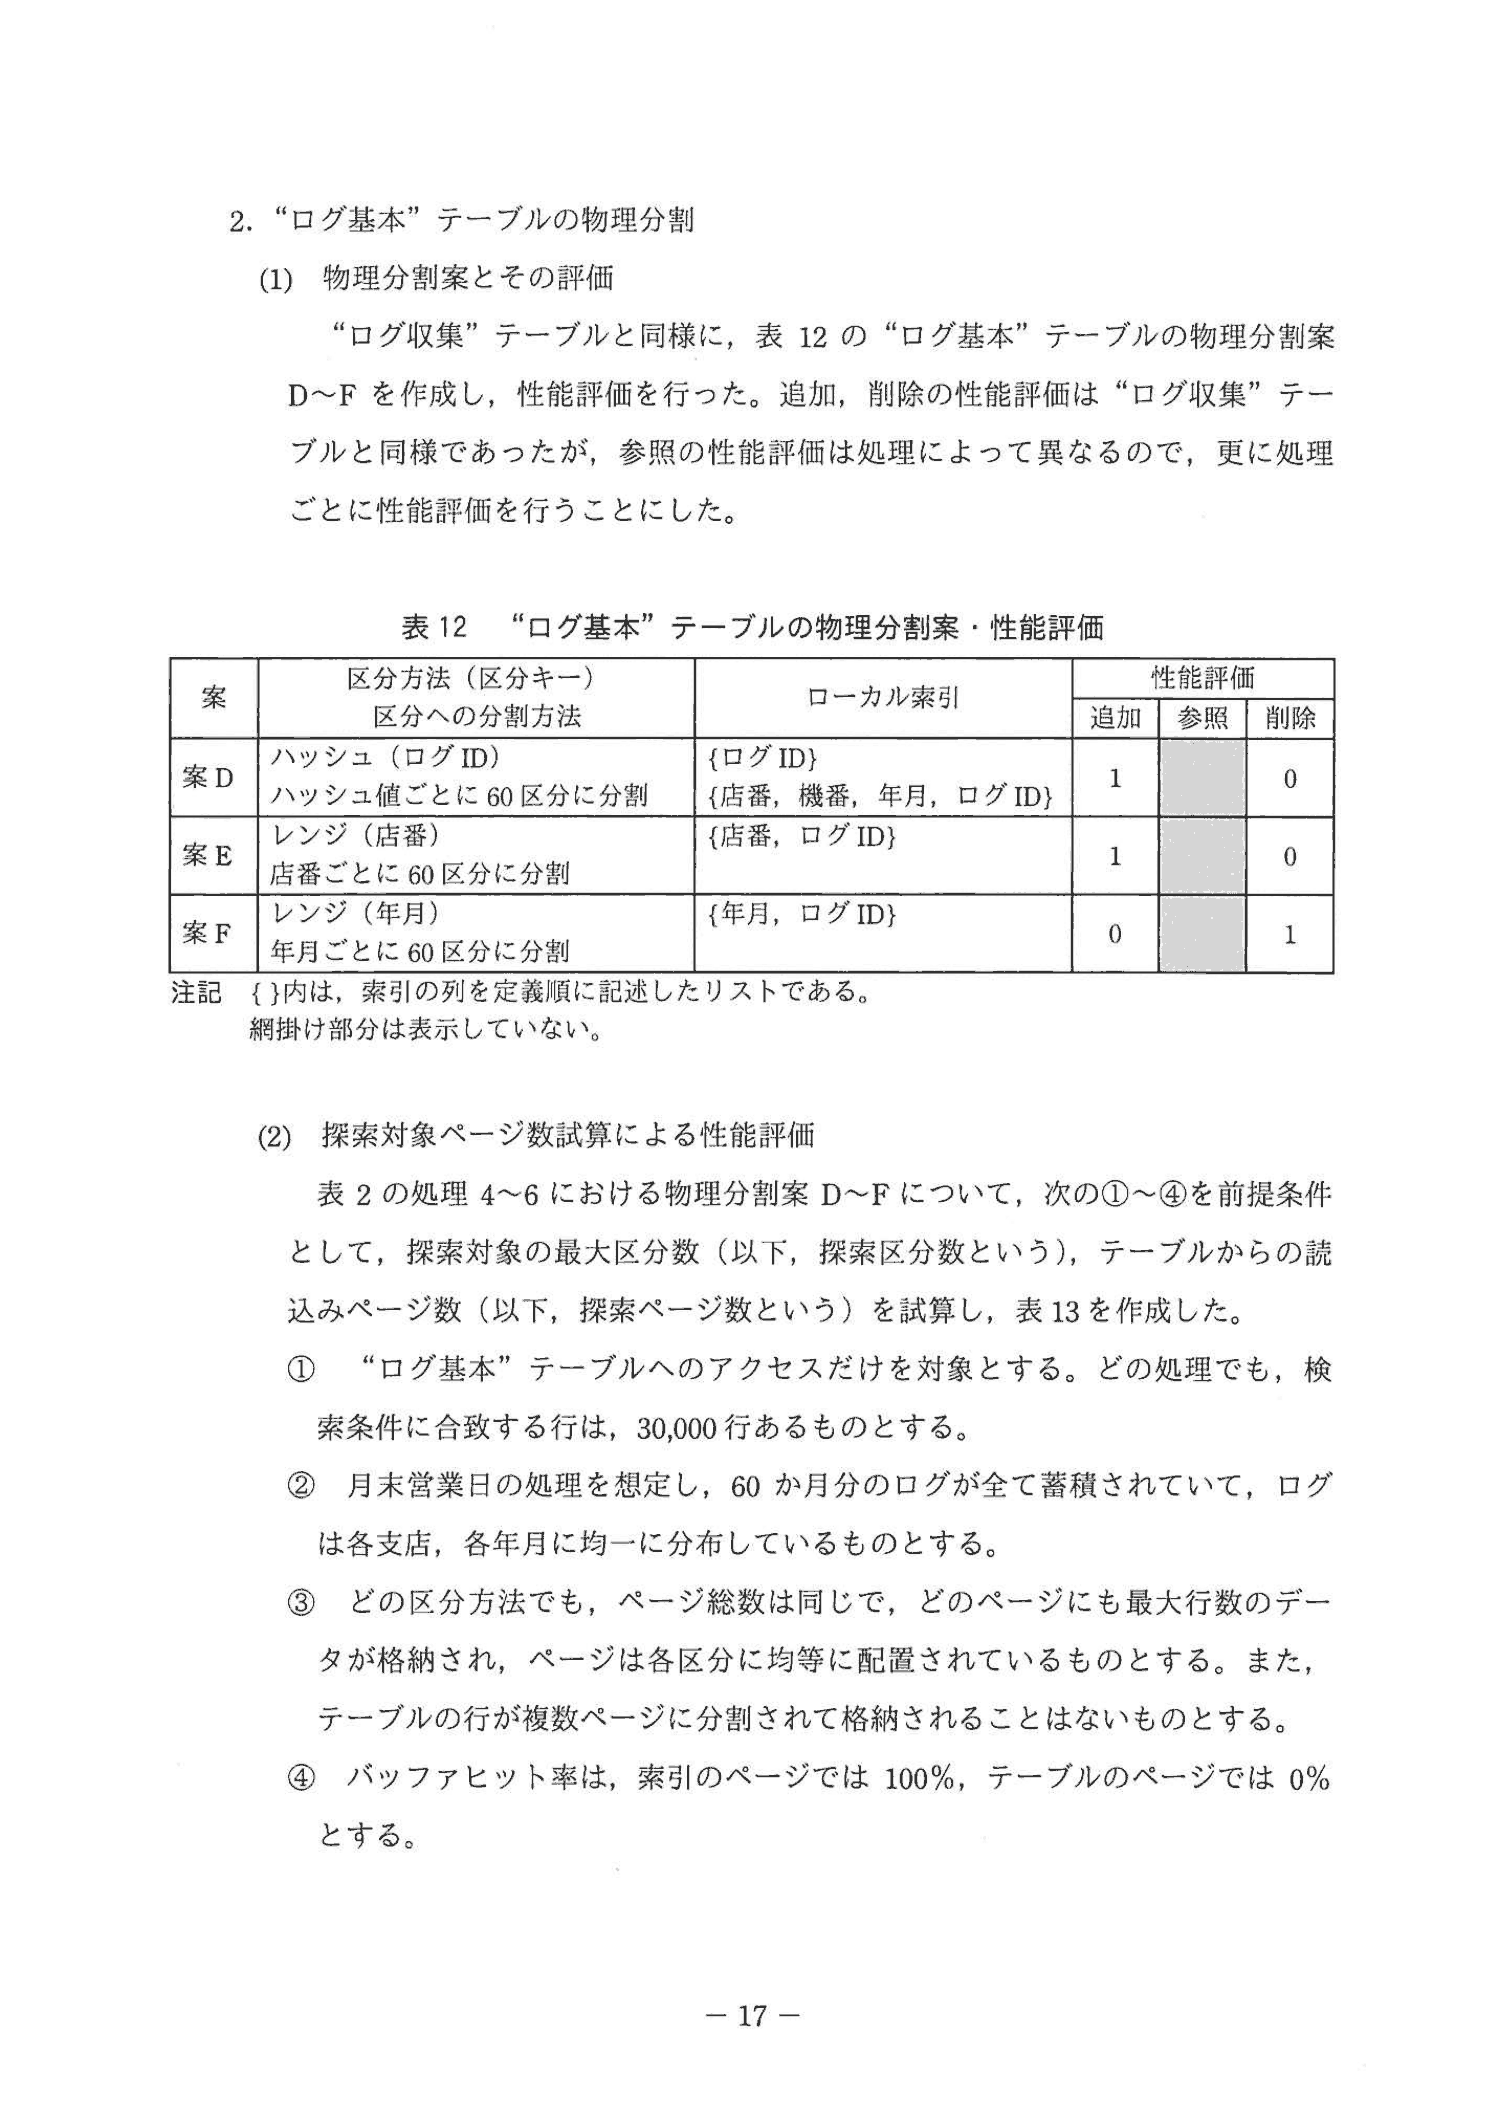 2. “ログ基本” テーブルの物理分割
(1) 物理分割案とその評価
“ログ収集” テーブルと同様に，表 12 の “ログ基本” テーブルの物理分割案
D～F を作成し，性能評価を行った。追加，削除の性能評価は “ログ収集” テー
ブルと同様であったが，参照の性能評価は処理によって異なるので，更に処理
ごとに性能評価を行うことにした。
表 12 “ログ基本” テーブルの物理分割案・性能評価
案 区分方法（区分キー） ローカル索引 性能評価
区分への分割方法 追加 参照 削除
案 D ハッシュ（ログ ID） {ログ ID} 1 0
ハッシュ値ごとに 60 区分に分割 {店番，機番，年月，ログ ID}
案 E レンジ（店番） {店番，ログ ID} 1 0
店番ごとに 60 区分に分割
案 F レンジ（年月） {年月，ログ ID} 0 1
年月ごとに 60 区分に分割
注記 { }内は，索引の列を定義順に記述したリストである。
網掛け部分は表示していない。
(2) 探索対象ページ数試算による性能評価
表 2 の処理 4～6 における物理分割案 D～F について，次の①～④を前提条件
として，探索対象の最大区分数（以下，探索区分数という），テーブルからの読
込みページ数（以下，探索ページ数という）を試算し，表 13 を作成した。
① “ログ基本” テーブルへのアクセスだけを対象とする。どの処理でも，検
索条件に合致する行は，30,000 行あるものとする。
② 月末営業日の処理を想定し，60 か月分のログが全て蓄積されていて，ログ
は各支店，各年月に均一に分布しているものとする。
③ どの区分方法でも，ページ総数は同じで，どのページにも最大行数のデー
タが格納され，ページは各区分に均等に配置されているものとする。また，
テーブルの行が複数ページに分割されて格納されることはないものとする。
④ バッファヒット率は，索引のページでは 100％，テーブルのページでは 0％
とする。
－ 17 －